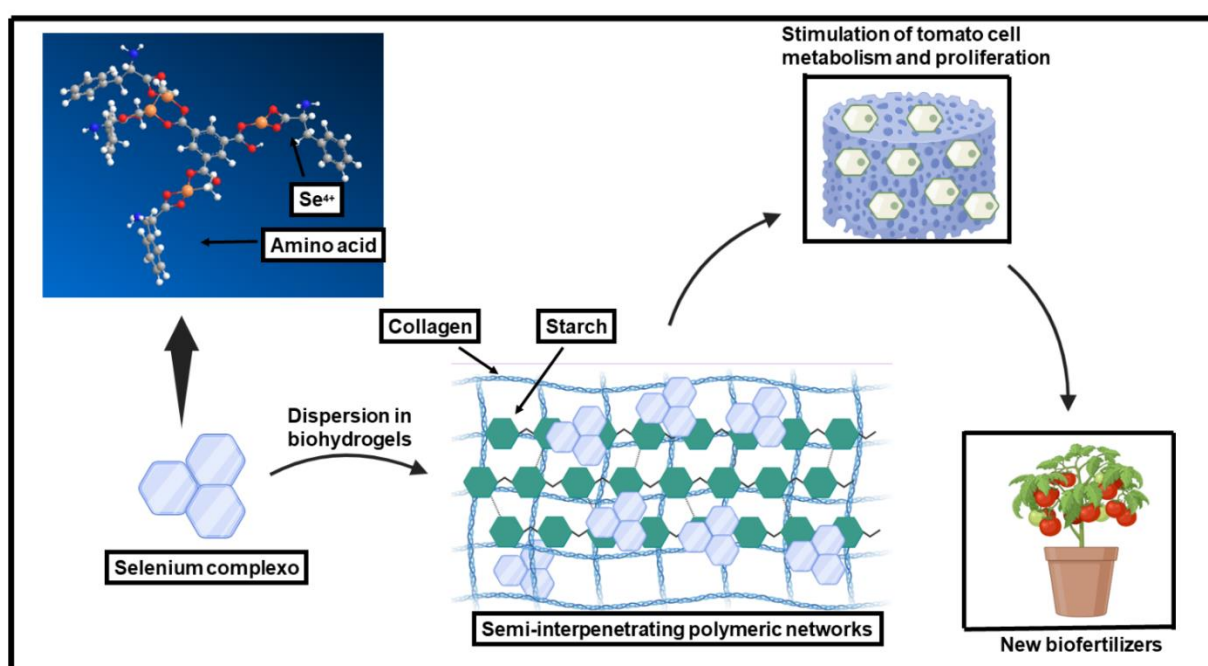 Se⁴⁺
Amino acid
Stimulation of tomato cell
metabolism and proliferation
Collagen
Starch
Dispersion in
biohydrogels
Selenium complexo
Semi-interpenetrating polymeric networks
New biofertilizers